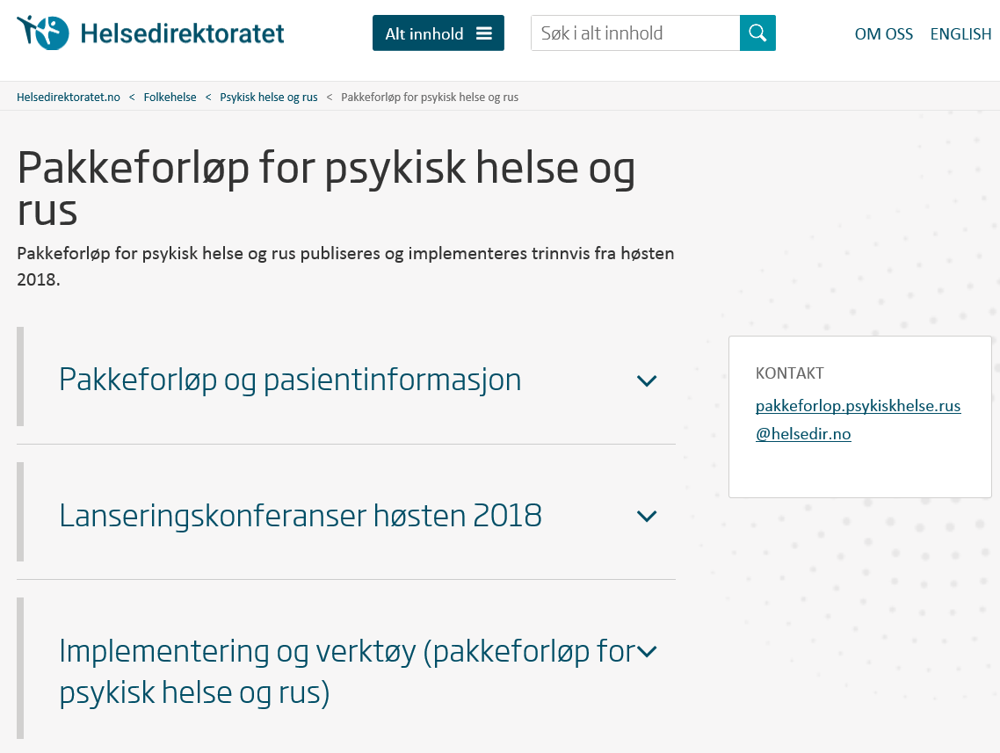 Helsedirektoratet
Alt innhold
Søk i alt innhold
OM OSS ENGLISH
Helsedirektoratet.no < Folkehelse < Psykisk helse og rus < Pakkeforløp for psykisk helse og rus
Pakkeforløp for psykisk helse og
rus
Pakkeforløp for psykisk helse og rus publiseres og implementeres trinnvis fra høsten
2018.
Pakkeforløp og pasientinformasjon
KONTAKT
pakkeforlop.psykiskhelse.rus
@helsedir.no
Lanseringskonferanser høsten 2018
Implementering og verktøy (pakkeforløp for
psykisk helse og rus)